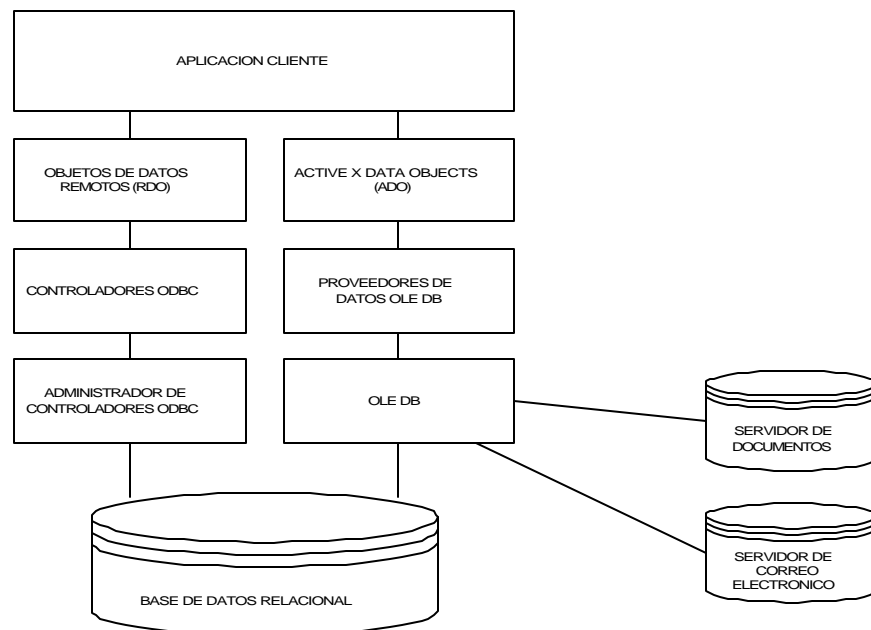 APLICACION CLIENTE
OBJETOS DE DATOS
REMOTOS (RDO)
ACTIVE X DATA OBJECTS
(ADO)
CONTROLADORES ODBC
PROVEEDORES DE
DATOS OLE DB
ADMINISTRADOR DE
CONTROLADORES ODBC
OLE DB
SERVIDOR DE
DOCUMENTOS
SERVIDOR DE
CORREO
ELECTRONICO
BASE DE DATOS RELACIONAL